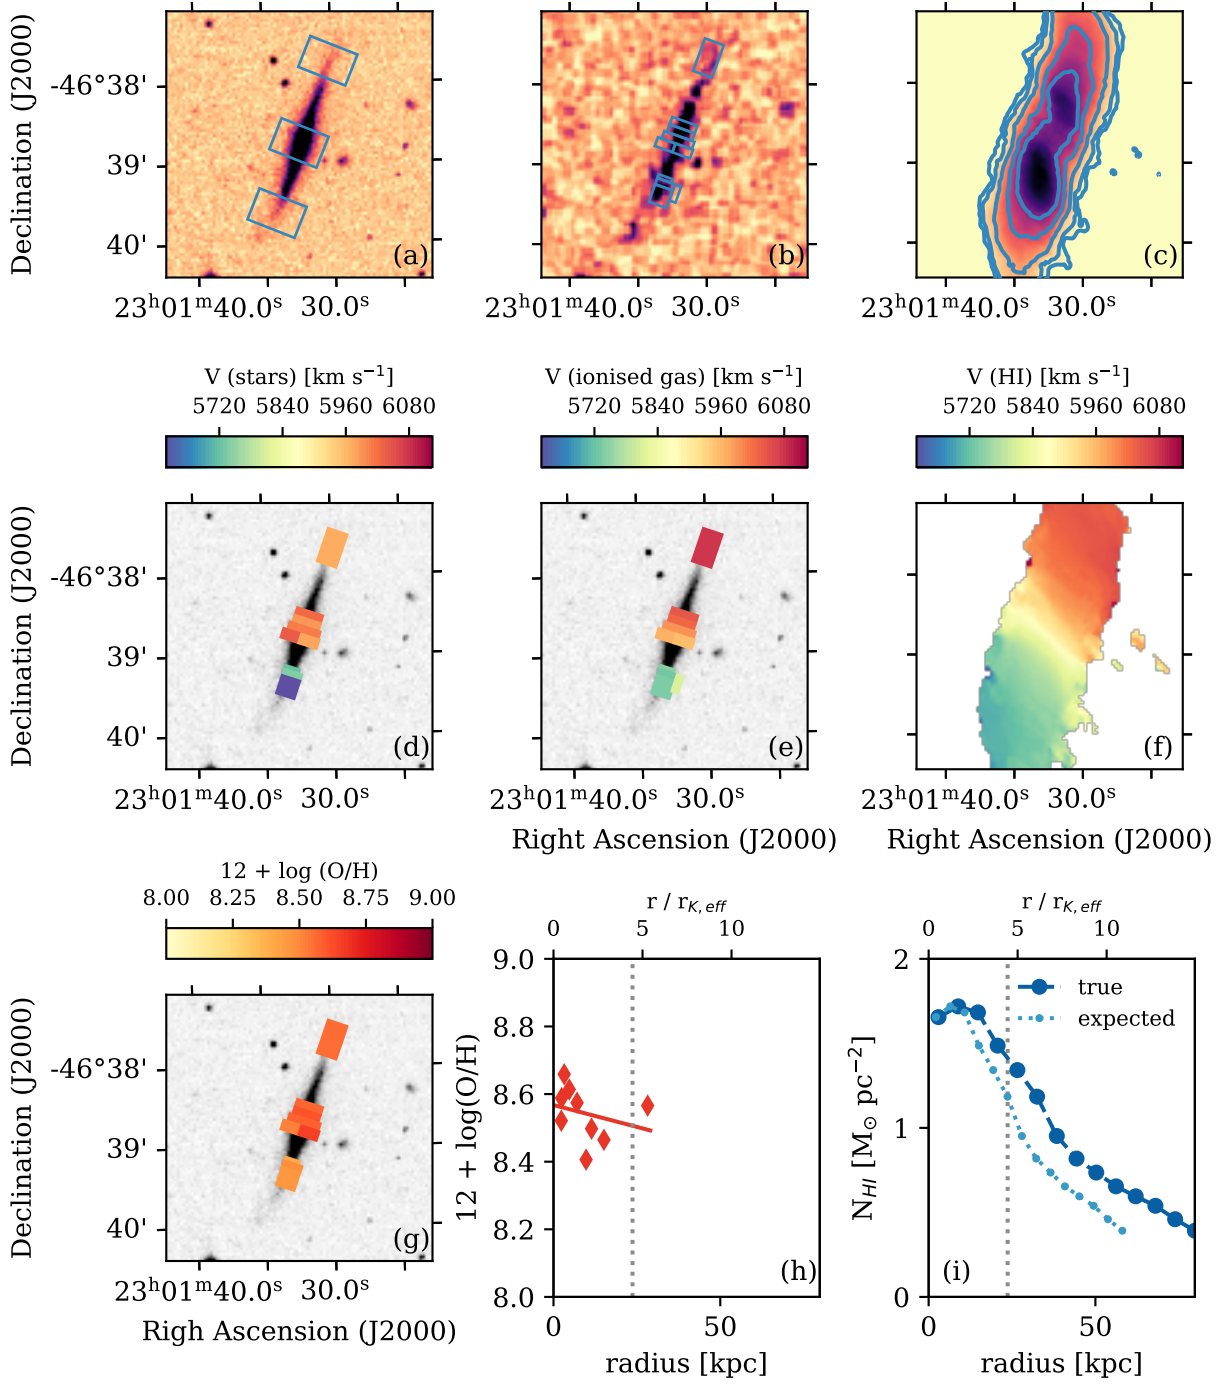 Declination (J2000)
-46°38'
39'
40'
(a)
(b)
(c)
23ʰ01ᵐ40.0ˢ 30.0ˢ
23ʰ01ᵐ40.0ˢ 30.0ˢ
23ʰ01ᵐ40.0ˢ 30.0ˢ
V (stars) [km s⁻¹]
5720 5840 5960 6080
V (ionised gas) [km s⁻¹]
5720 5840 5960 6080
V (HI) [km s⁻¹]
5720 5840 5960 6080
Declination (J2000)
-46°38'
39'
40'
(d)
(e)
(f)
23ʰ01ᵐ40.0ˢ 30.0ˢ
23ʰ01ᵐ40.0ˢ 30.0ˢ
23ʰ01ᵐ40.0ˢ 30.0ˢ
Right Ascension (J2000)
Right Ascension (J2000)
12 + log (O/H)
8.00 8.25 8.50 8.75 9.00
Declination (J2000)
-46°38'
39'
40'
(g)
23ʰ01ᵐ40.0ˢ 30.0ˢ
Righ Ascension (J2000)
r / r_K,eff
0 5 10
12 + log(O/H)
9.0
8.8
8.6
8.4
8.2
8.0
(h)
0 50
radius [kpc]
r / r_K,eff
0 5 10
N_HI [M_⊙ pc⁻²]
2
1
0
true
expected
(i)
0 50
radius [kpc]